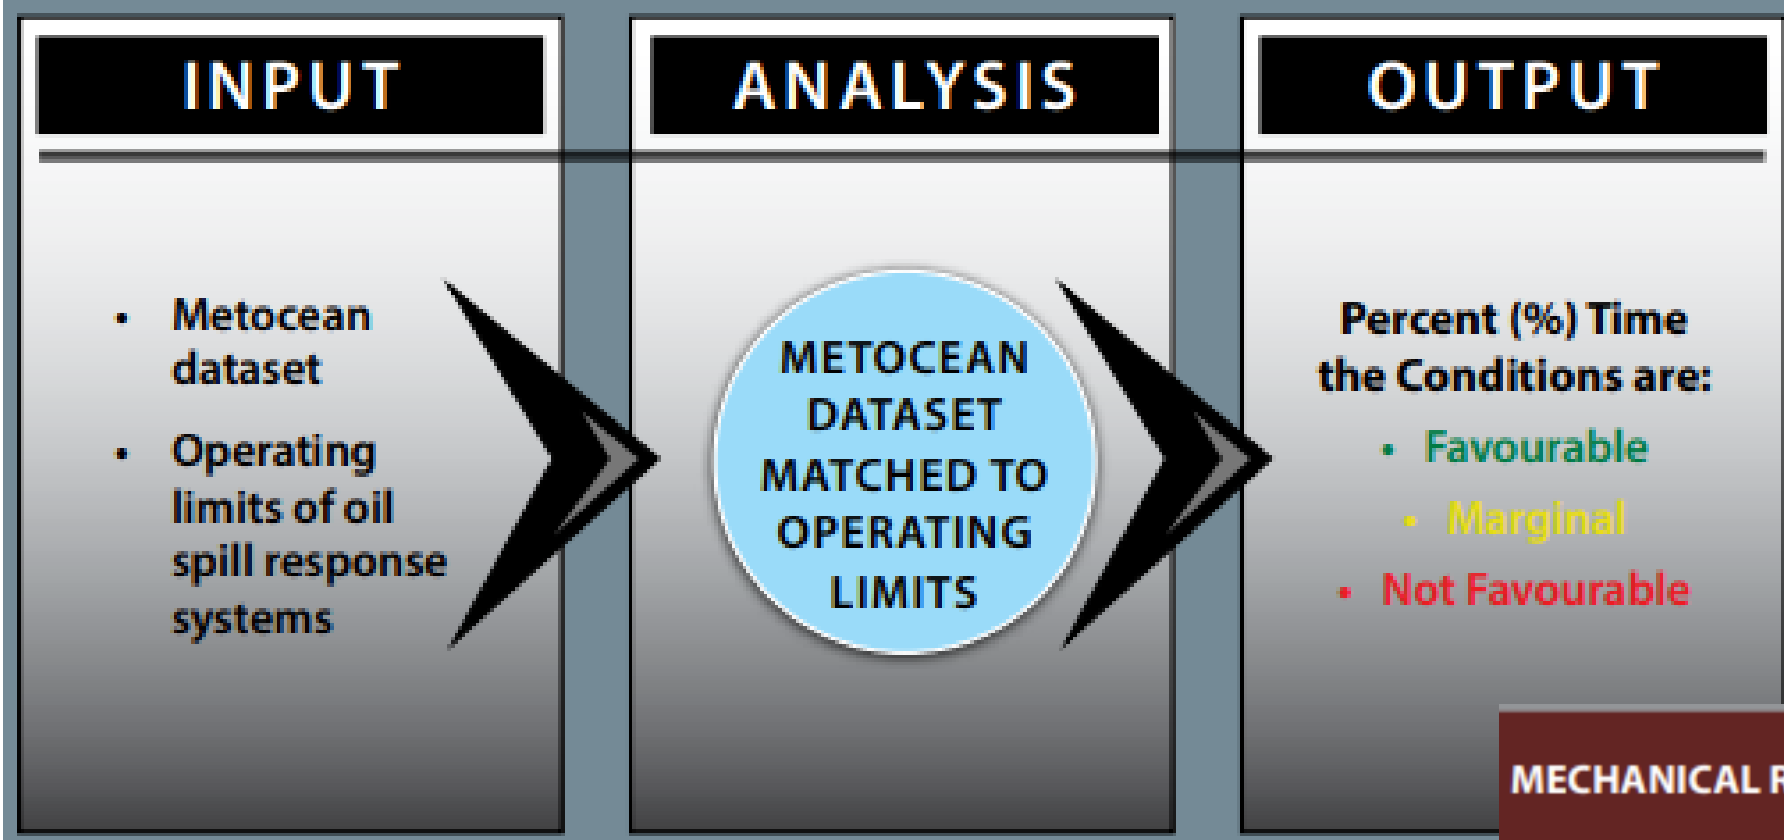 INPUT
• Metocean
dataset
• Operating
limits of oil
spill response
systems
ANALYSIS
METOCEAN
DATASET
MATCHED TO
OPERATING
LIMITS
OUTPUT
Percent (%) Time
the Conditions are:
• Favourable
• Marginal
• Not Favourable
MECHANICAL